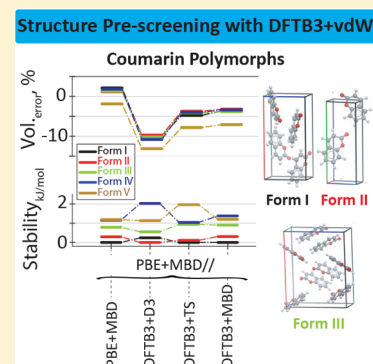 Structure Pre-screening with DFTB3+vdW
Coumarin Polymorphs
Vol.error, %
0
-10
Form I
Form II
Form III
Form IV
Form V
Stability kJ/mol
2
0
PBE+MBD//
PBE+MBD
DFTB3+D3
DFTB3+TS
DFTB3+MBD
Form I Form II
Form III